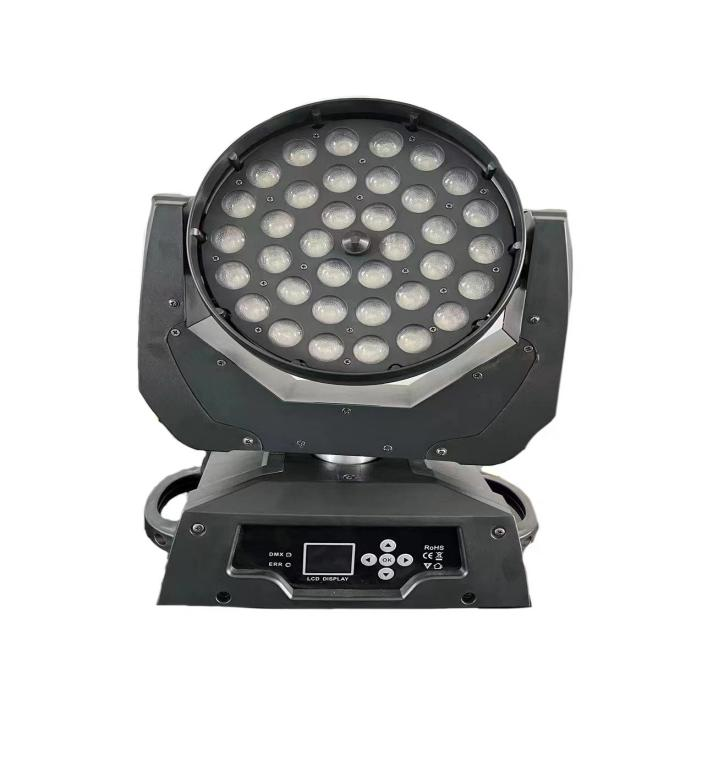 DMX
ERR
LCD DISPLAY
OK
RoHS
CE